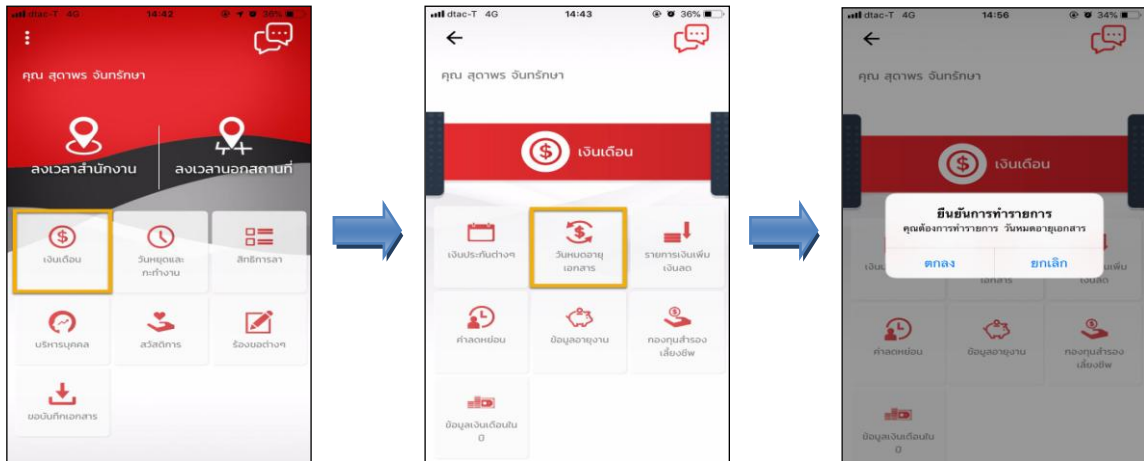 dtac-T 4G 14:42 36%
คุณ สุดาพร จันทรักษา
ลงเวลาสำนักงาน ลงเวลานอกสถานที่
เงินเดือน วันหยุดและ สิทธิการลา
กะทำงาน
บริหารบุคคล สวัสดิการ ร้องขอต่างๆ
ขอบันทึกเอกสาร
dtac-T 4G 14:43 36%
คุณ สุดาพร จันทรักษา
เงินเดือน
เงินประกันต่างๆ วันหมดอายุ รายการเงินเพิ่ม
เอกสาร เงินลด
ค่าลดหย่อน ข้อมูลอายุงาน กองทุนสำรอง
เลี้ยงชีพ
ข้อมูลเงินเดือนใน
ปี
dtac-T 4G 14:56 34%
คุณ สุดาพร จันทรักษา
เงินเดือน
ยืนยันการทำรายการ
คุณต้องการทำรายการ วันหมดอายุเอกสาร
ตกลง ยกเลิก
เอกสาร เงินลด
ค่าลดหย่อน ข้อมูลอายุงาน กองทุนสำรอง
เลี้ยงชีพ
ข้อมูลเงินเดือนใน
ปี